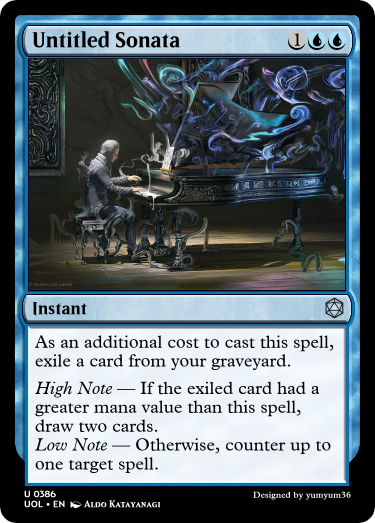 Untitled Sonata 1
Instant
As an additional cost to cast this spell,
exile a card from your graveyard.
High Note — If the exiled card had a
greater mana value than this spell,
draw two cards.
Low Note — Otherwise, counter up to
one target spell.
U 0386
UOL • EN Aldo Katayanagi
Designed by yumyum36